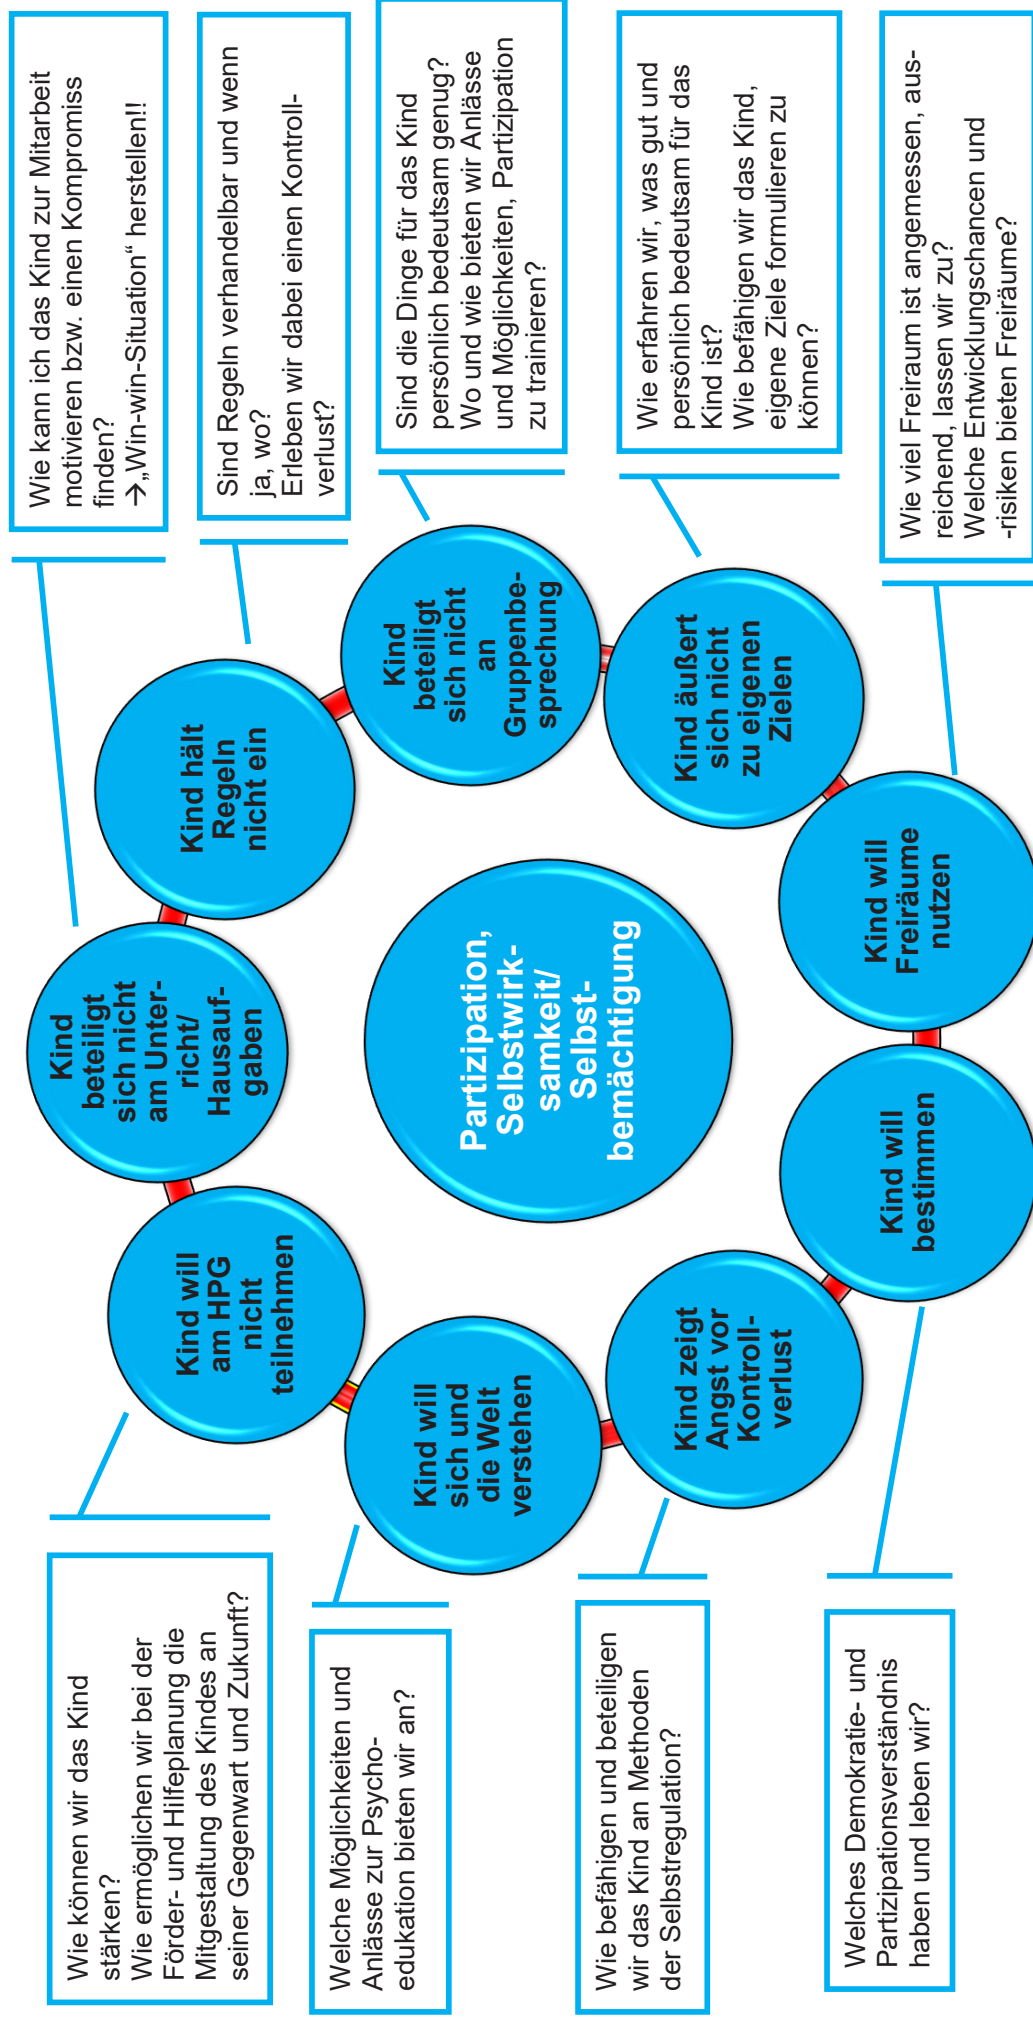 Partizipation,
Selbstwirk-
samkeit/
Selbst-
bemächtigung
Kind
beteiligt
sich nicht
am Unter-
richt/
Hausauf-
gaben
Wie kann ich das Kind zur Mitarbeit
motivieren bzw. einen Kompromiss
finden?
→„Win-win-Situation“ herstellen!!
Kind hält
Regeln
nicht ein
Sind Regeln verhandelbar und wenn
ja, wo?
Erleben wir dabei einen Kontroll-
verlust?
Kind
beteiligt
sich nicht
an
Gruppenbe-
sprechung
Sind die Dinge für das Kind
persönlich bedeutsam genug?
Wo und wie bieten wir Anlässe
und Möglichkeiten, Partizipation
zu trainieren?
Kind äußert
sich nicht
zu eigenen
Zielen
Wie erfahren wir, was gut und
persönlich bedeutsam für das
Kind ist?
Wie befähigen wir das Kind,
eigene Ziele formulieren zu
können?
Kind will
Freiräume
nutzen
Wie viel Freiraum ist angemessen, aus-
reichend, lassen wir zu?
Welche Entwicklungschancen und
-risiken bieten Freiräume?
Kind will
bestimmen
Welches Demokratie- und
Partizipationsverständnis
haben und leben wir?
Kind zeigt
Angst vor
Kontroll-
verlust
Wie befähigen und beteiligen
wir das Kind an Methoden
der Selbstregulation?
Kind will
sich und
die Welt
verstehen
Welche Möglichkeiten und
Anlässe zur Psycho-
edukation bieten wir an?
Kind will
am HPG
nicht
teilnehmen
Wie können wir das Kind
stärken?
Wie ermöglichen wir bei der
Förder- und Hilfeplanung die
Mitgestaltung des Kindes an
seiner Gegenwart und Zukunft?